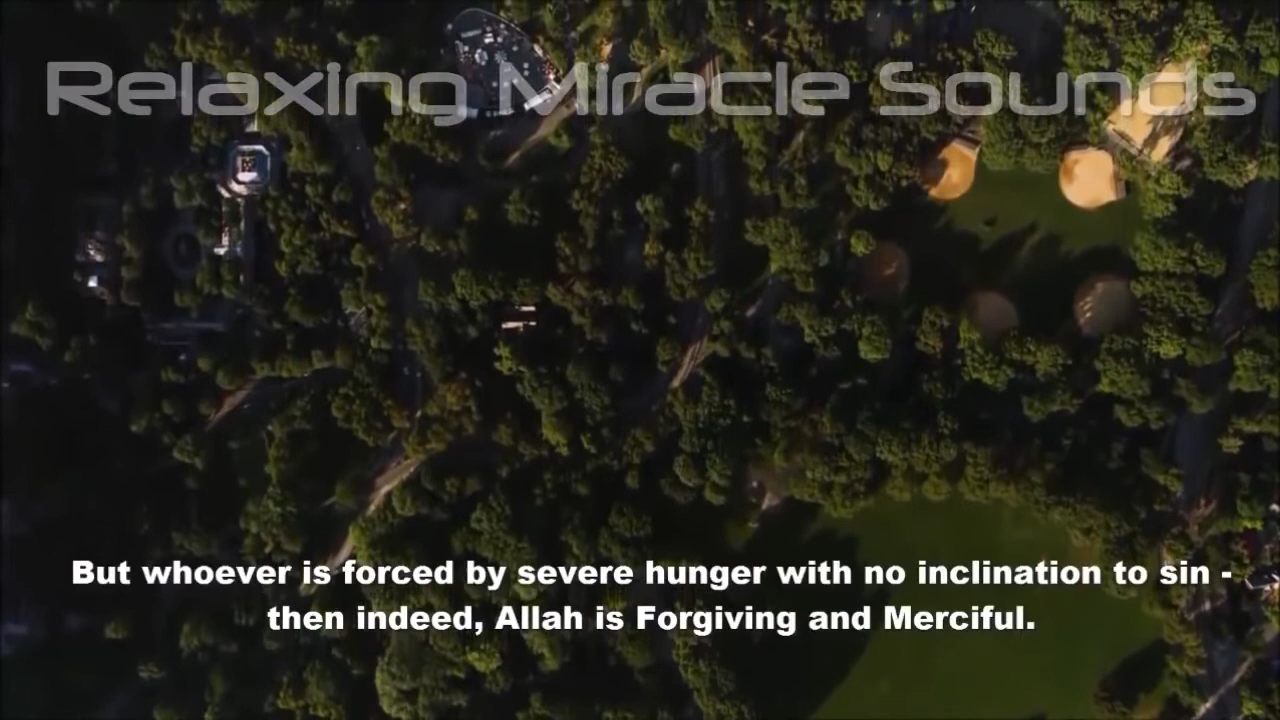 Relaxing Miracle Sounds
But whoever is forced by severe hunger with no inclination to sin -
then indeed, Allah is Forgiving and Merciful.